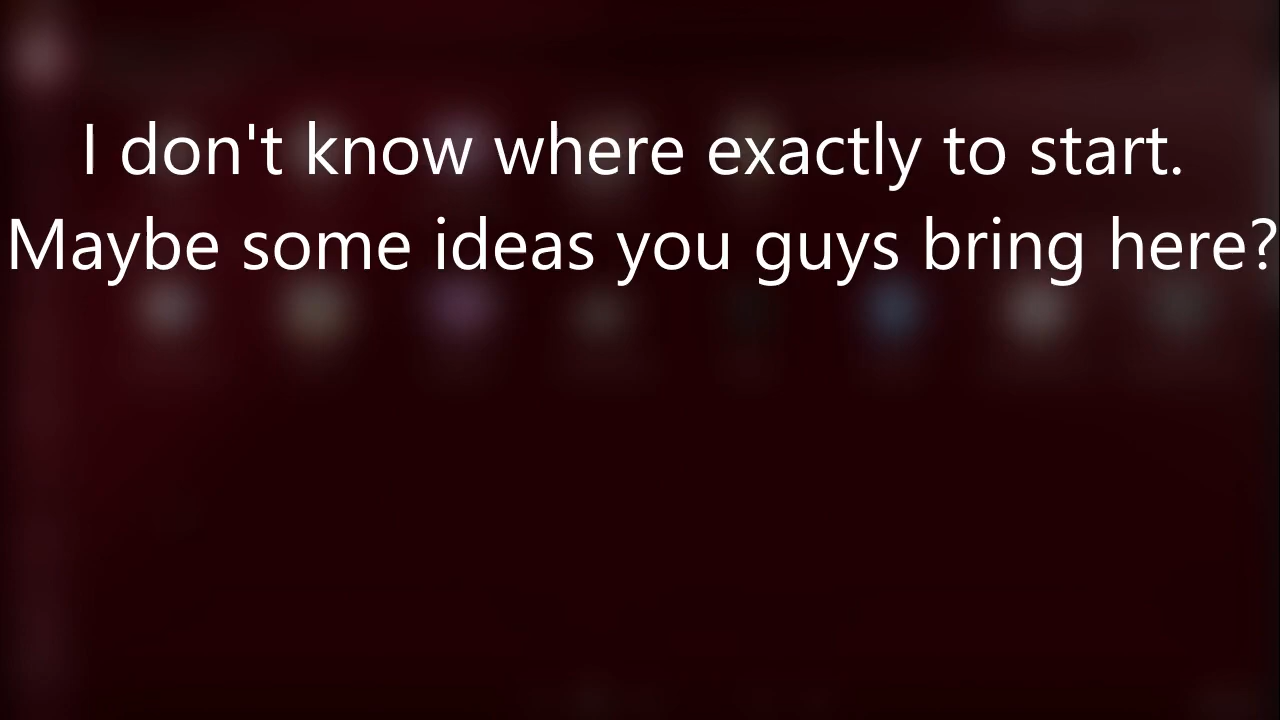 I don't know where exactly to start.
Maybe some ideas you guys bring here?